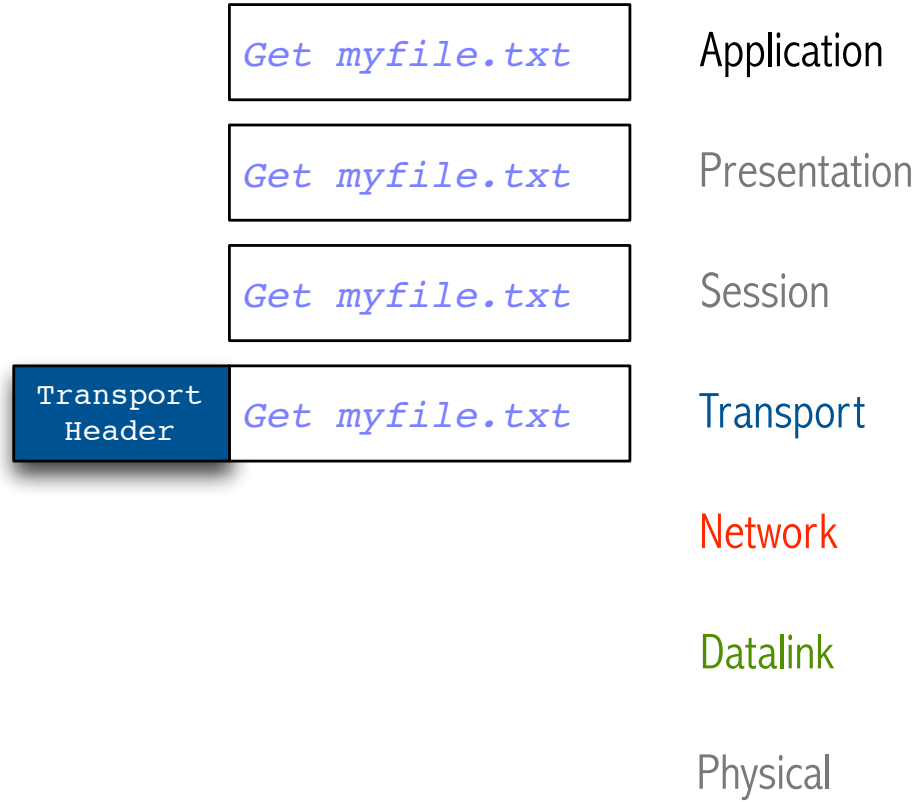 Get myfile.txt Application
Get myfile.txt Presentation
Get myfile.txt Session
Transport
Header
Get myfile.txt Transport
Network
Datalink
Physical